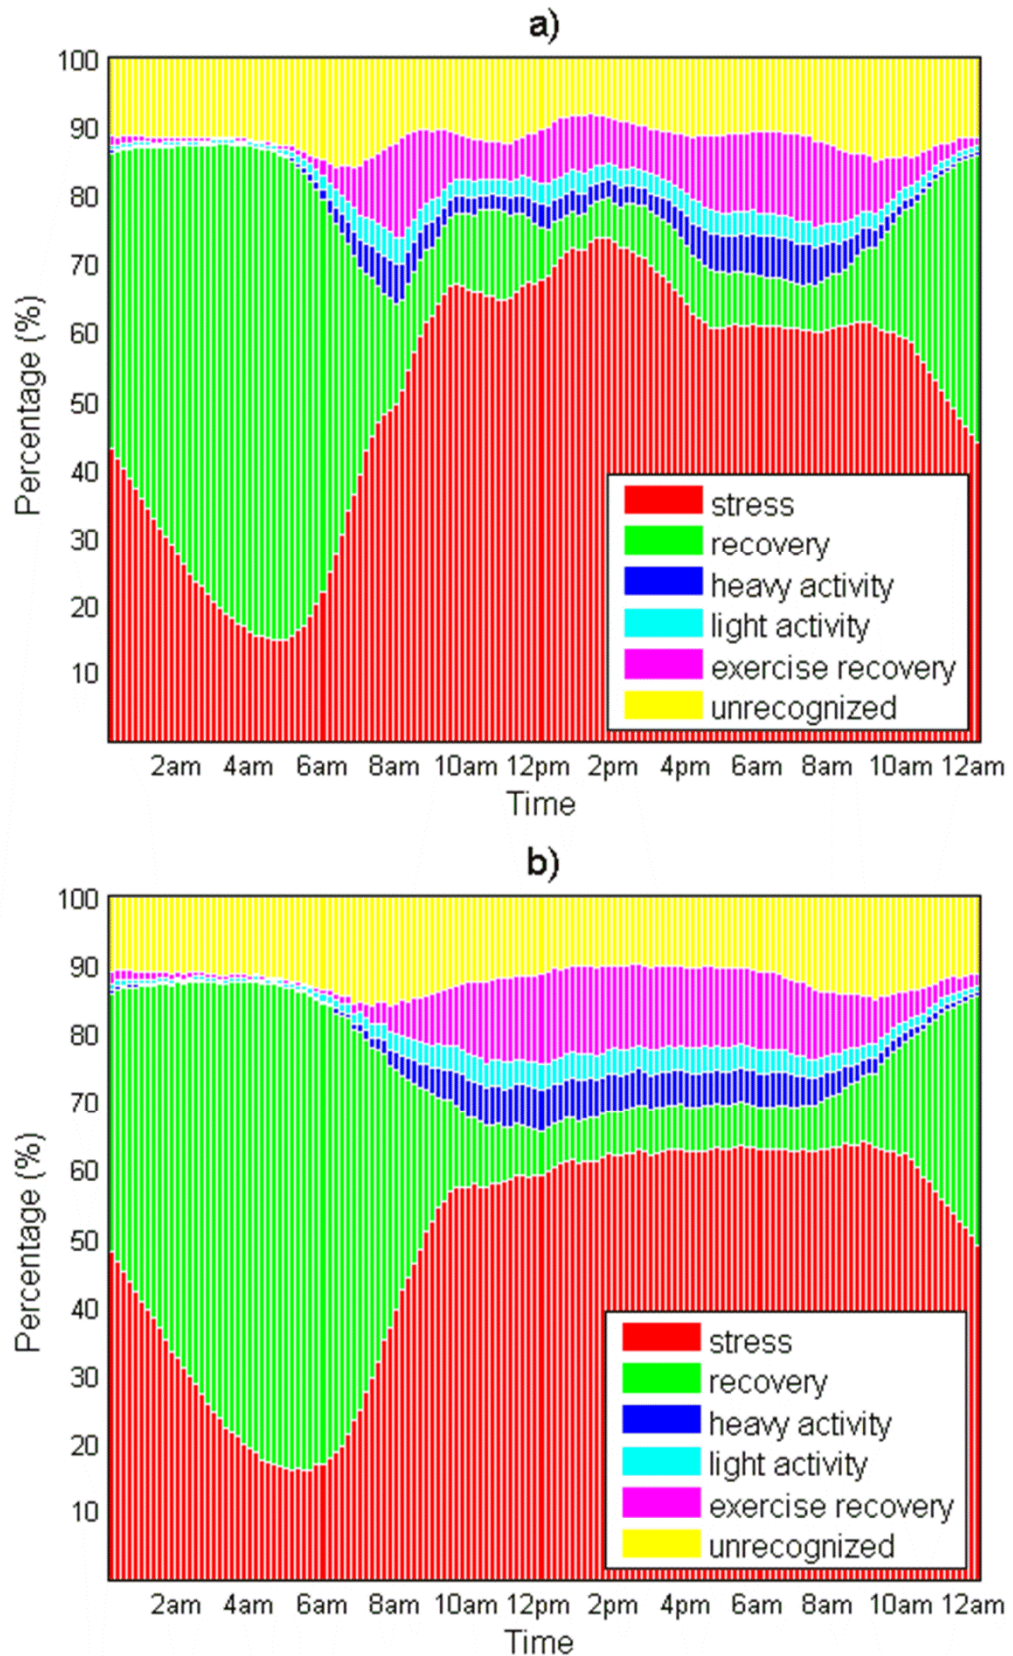 a)
100
90
80
70
60
50
40
30
20
10
Percentage (%)
stress
recovery
heavy activity
light activity
exercise recovery
unrecognized
2am 4am 6am 8am 10am 12pm 2pm 4pm 6am 8am 10am 12am
Time
b)
100
90
80
70
60
50
40
30
20
10
Percentage (%)
stress
recovery
heavy activity
light activity
exercise recovery
unrecognized
2am 4am 6am 8am 10am 12pm 2pm 4pm 6am 8am 10am 12am
Time